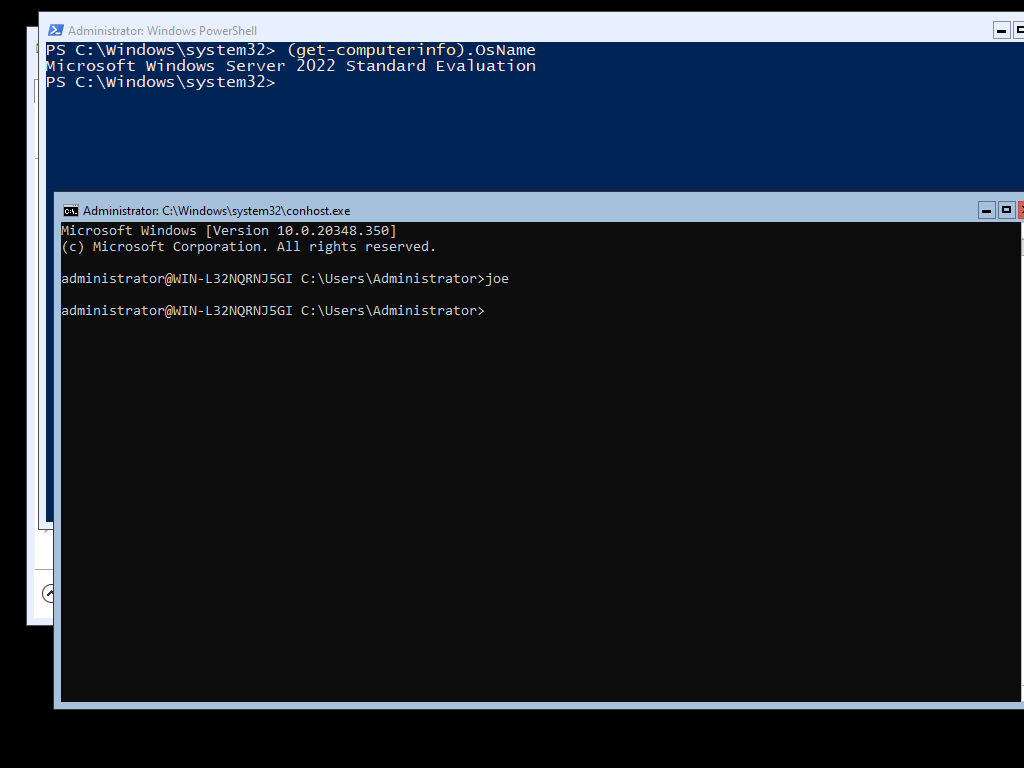 Administrator: Windows PowerShell
PS C:\Windows\system32> (get-computerinfo).OsName
Microsoft Windows Server 2022 Standard Evaluation
PS C:\Windows\system32>
Administrator: C:\Windows\system32\conhost.exe
Microsoft Windows [Version 10.0.20348.350]
(c) Microsoft Corporation. All rights reserved.
administrator@WIN-L32NQRNJ5GI C:\Users\Administrator>joe
administrator@WIN-L32NQRNJ5GI C:\Users\Administrator>